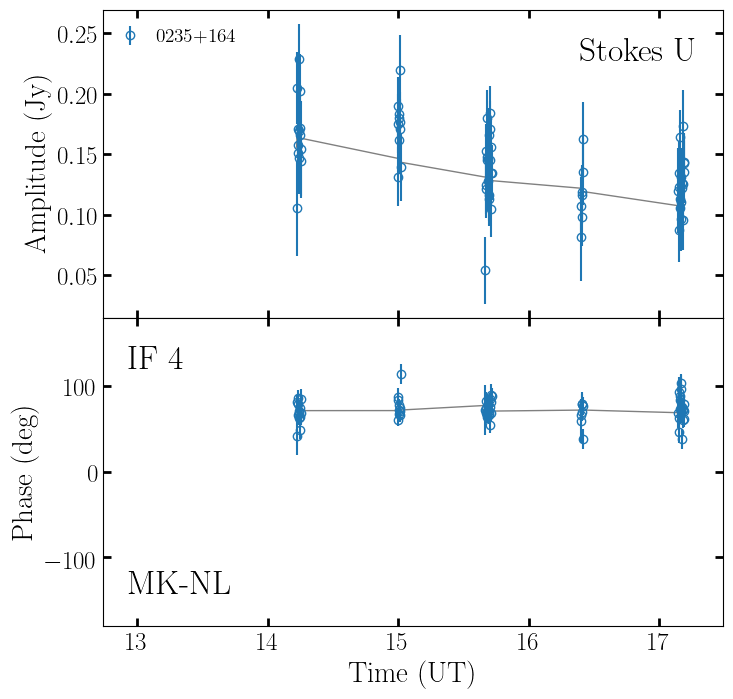 0235+164
Stokes U
0.25
0.20
0.15
0.10
0.05
Amplitude (Jy)
IF 4
100
0
−100
Phase (deg)
MK-NL
13 14 15 16 17
Time (UT)